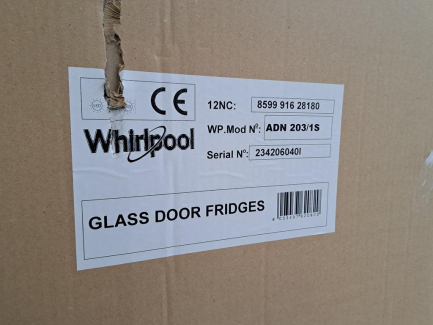 CE
12NC: 8599 916 28180
WP.Mod N°: ADN 203/1S
Whirlpool
Serial N°: 234206040I
GLASS DOOR FRIDGES